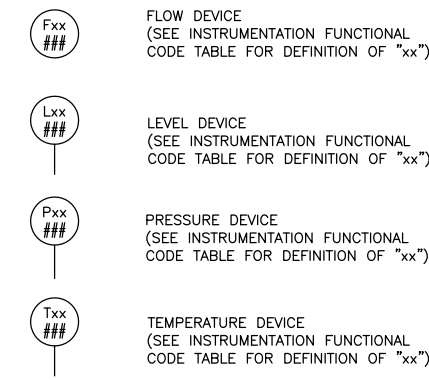 Fxx
###
FLOW DEVICE
(SEE INSTRUMENTATION FUNCTIONAL
CODE TABLE FOR DEFINITION OF "xx")
Lxx
###
LEVEL DEVICE
(SEE INSTRUMENTATION FUNCTIONAL
CODE TABLE FOR DEFINITION OF "xx")
Pxx
###
PRESSURE DEVICE
(SEE INSTRUMENTATION FUNCTIONAL
CODE TABLE FOR DEFINITION OF "xx")
Txx
###
TEMPERATURE DEVICE
(SEE INSTRUMENTATION FUNCTIONAL
CODE TABLE FOR DEFINITION OF "xx")